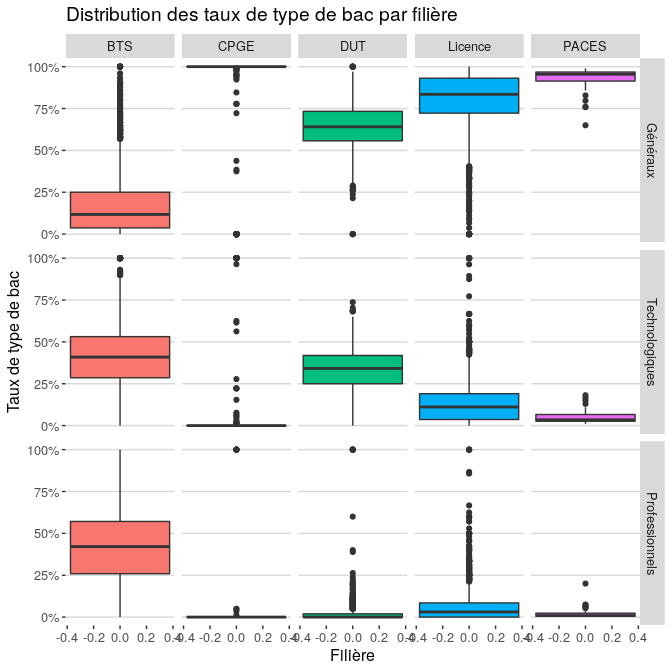 Distribution des taux de type de bac par filière
BTS CPGE DUT Licence PACES
100%
75%
50%
25%
0%
Généraux
100%
75%
50%
25%
0%
Technologiques
100%
75%
50%
25%
0%
Professionnels
Taux de type de bac
-0.4 -0.2 0.0 0.2 0.4 -0.4 -0.2 0.0 0.2 0.4 -0.4 -0.2 0.0 0.2 0.4 -0.4 -0.2 0.0 0.2 0.4 -0.4 -0.2 0.0 0.2 0.4
Filière